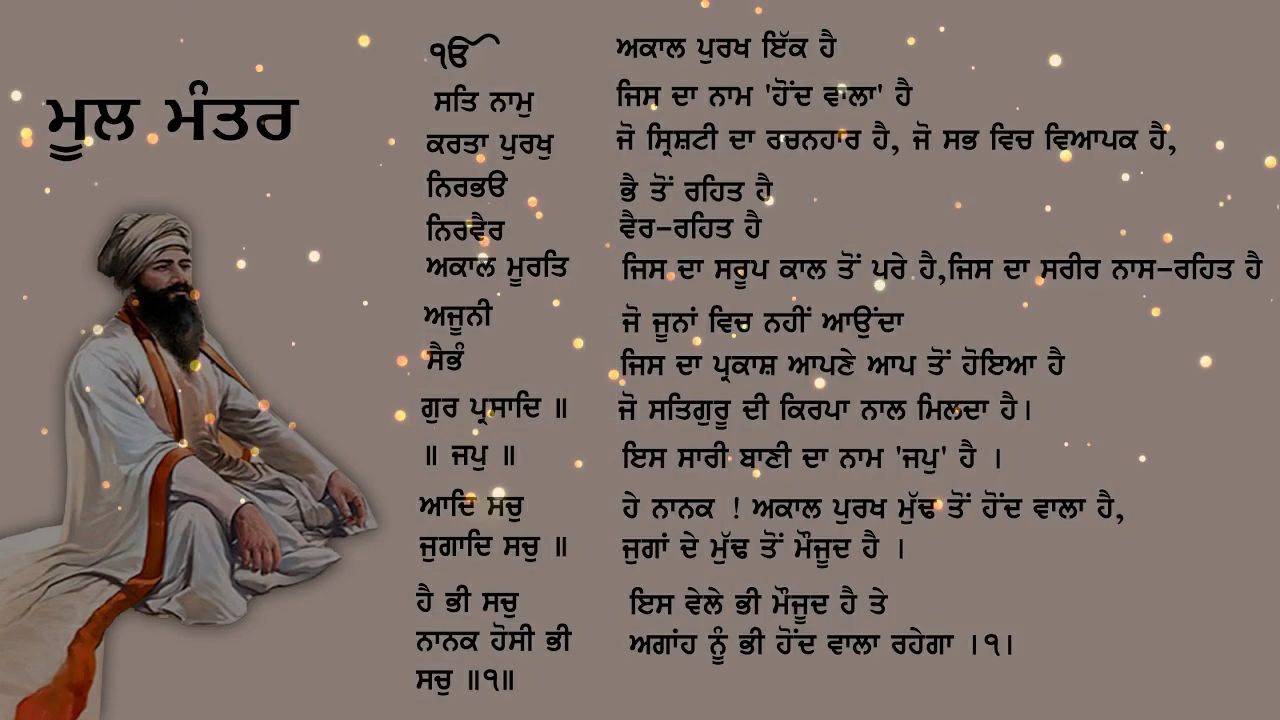 ਮੂਲ ਮੰਤਰ
ੴ ਅਕਾਲ ਪੁਰਖ ਇੱਕ ਹੈ
ਸਤਿ ਨਾਮੁ ਜਿਸ ਦਾ ਨਾਮ 'ਹੋਂਦ ਵਾਲਾ' ਹੈ
ਕਰਤਾ ਪੁਰਖੁ ਜੋ ਸ੍ਰਿਸ਼ਟੀ ਦਾ ਰਚਨਹਾਰ ਹੈ, ਜੋ ਸਭ ਵਿਚ ਵਿਆਪਕ ਹੈ,
ਨਿਰਭਉ ਭੈ ਤੋਂ ਰਹਿਤ ਹੈ
ਨਿਰਵੈਰ ਵੈਰ-ਰਹਿਤ ਹੈ
ਅਕਾਲ ਮੂਰਤਿ ਜਿਸ ਦਾ ਸਰੂਪ ਕਾਲ ਤੋਂ ਪਰੇ ਹੈ,ਜਿਸ ਦਾ ਸਰੀਰ ਨਾਸ-ਰਹਿਤ ਹੈ
ਅਜੂਨੀ ਜੋ ਜੂਨਾਂ ਵਿਚ ਨਹੀਂ ਆਉਂਦਾ
ਸੈਭੰ ਜਿਸ ਦਾ ਪ੍ਰਕਾਸ਼ ਆਪਣੇ ਆਪ ਤੋਂ ਹੋਇਆ ਹੈ
ਗੁਰ ਪ੍ਰਸਾਦਿ ॥ ਜੋ ਸਤਿਗੁਰੂ ਦੀ ਕਿਰਪਾ ਨਾਲ ਮਿਲਦਾ ਹੈ।
॥ ਜਪੁ ॥ ਇਸ ਸਾਰੀ ਬਾਣੀ ਦਾ ਨਾਮ 'ਜਪੁ' ਹੈ ।
ਆਦਿ ਸਚੁ ਹੇ ਨਾਨਕ ! ਅਕਾਲ ਪੁਰਖ ਮੁੱਢ ਤੋਂ ਹੋਂਦ ਵਾਲਾ ਹੈ,
ਜੁਗਾਦਿ ਸਚੁ ॥ ਜੁਗਾਂ ਦੇ ਮੁੱਢ ਤੋਂ ਮੌਜੂਦ ਹੈ ।
ਹੈ ਭੀ ਸਚੁ ਇਸ ਵੇਲੇ ਭੀ ਮੌਜੂਦ ਹੈ ਤੇ
ਨਾਨਕ ਹੋਸੀ ਭੀ ਅਗਾਂਹ ਨੂੰ ਭੀ ਹੋਂਦ ਵਾਲਾ ਰਹੇਗਾ ।੧।
ਸਚੁ ॥੧॥